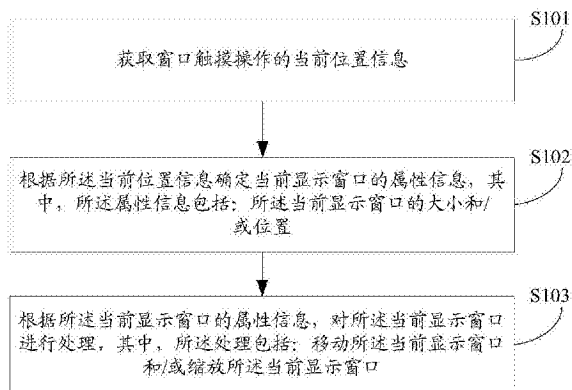 S101
获取窗口触摸操作的当前位置信息
S102
根据所述当前位置信息确定当前显示窗口的属性信息，其
中，所述属性信息包括：所述当前显示窗口的大小和/
或位置
S103
根据所述当前显示窗口的属性信息，对所述当前显示窗口
进行处理，其中，所述处理包括：移动所述当前显示窗口
和/或缩放所述当前显示窗口